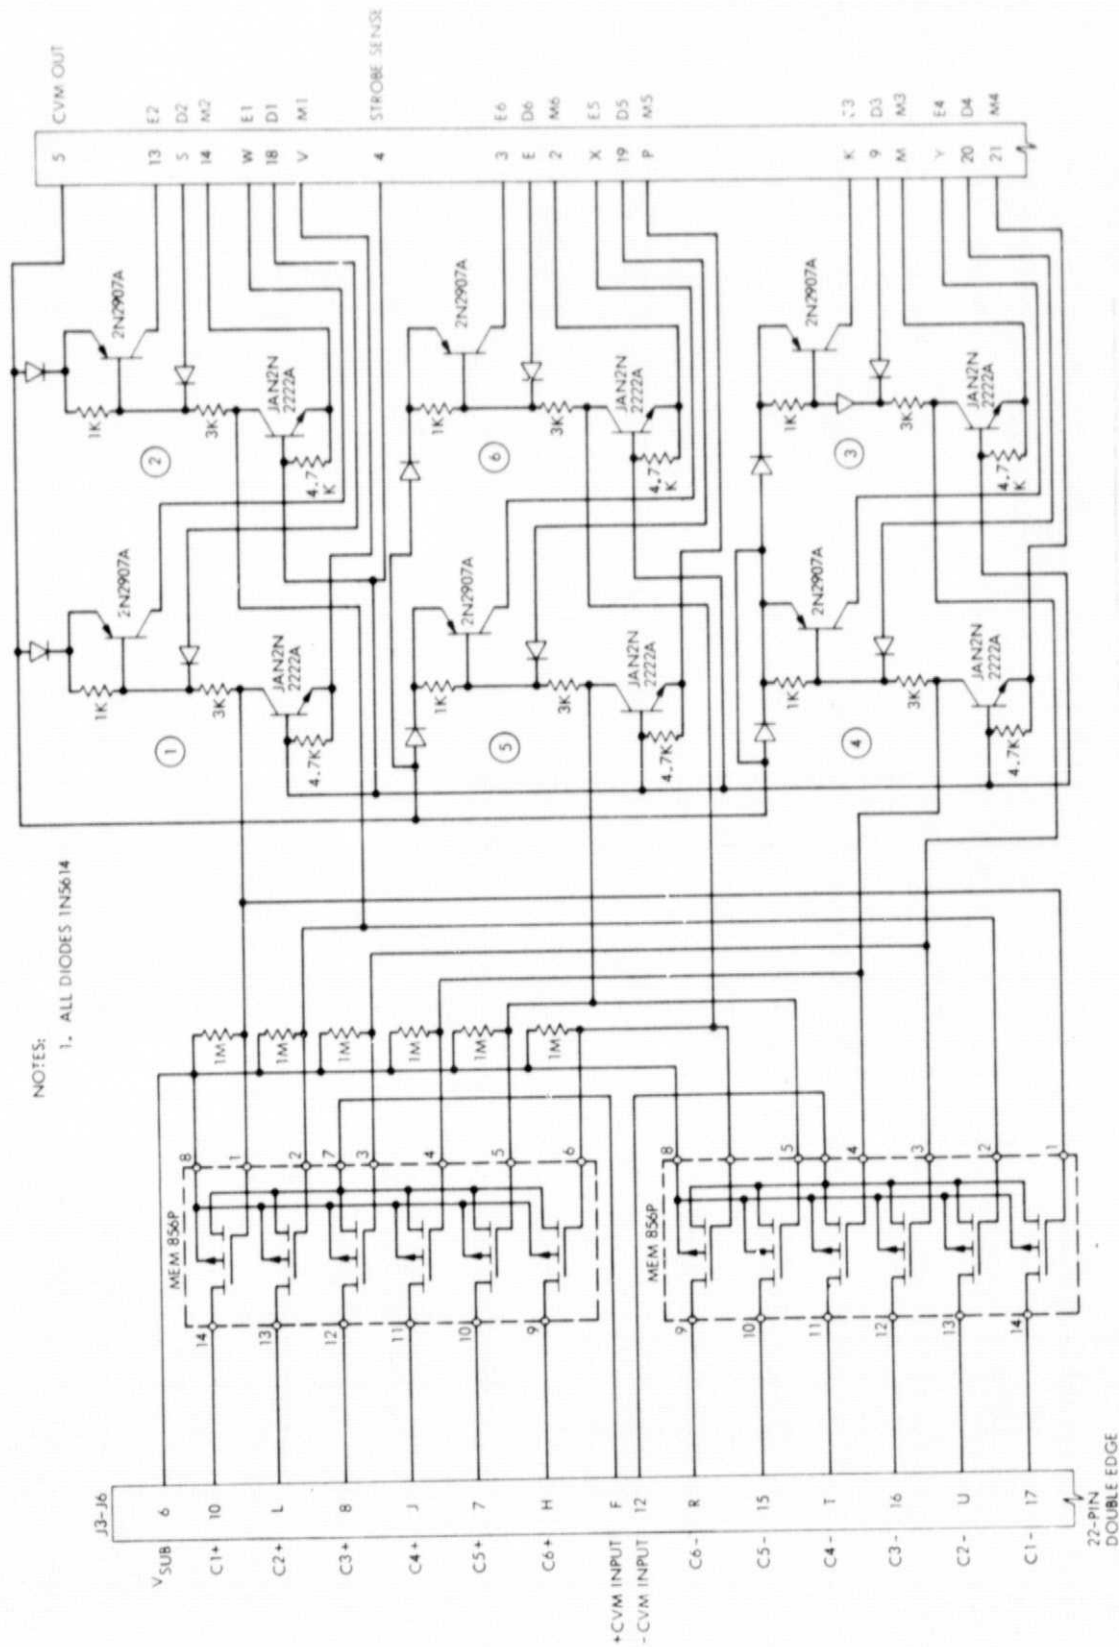 NOTES:
1. ALL DIODES 1N5614
J3-J6
VSUB 6
C1+ 10
C2+ L
C3+ 8
C4+ J
C5+ 7
C6+ H
+CVM INPUT F
-CVM INPUT 12
C6- R
C5- 15
C4- T
C3- 16
C2- U
C1- 17
22-PIN
DOUBLE EDGE
MEM 856P
14
13
12
11
10
9
8
1
2
7
3
4
5
6
MEM 856P
9
10
11
12
13
14
8
5
4
3
2
1
1M
1M
1M
1M
1M
1M
1
1K
2N2907A
3K
JAN2N
2222A
4.7K
2
1K
2N2907A
3K
JAN2N
2222A
4.7
K
5
1K
2N2907A
3K
JAN2N
2222A
4.7K
6
1K
2N2907A
3K
JAN2N
2222A
4.7
K
4
1K
2N2907A
3K
JAN2N
2222A
4.7K
3
1K
2N2907A
3K
JAN2N
2222A
4.7
K
5 CVM OUT
13 E2
S D2
14 M2
W E1
18 D1
V M1
4 STROBE SENSE
3 E6
E D6
2 M6
X E5
19 D5
P M5
K
9 D3
M M3
Y E4
20 D4
21 M4